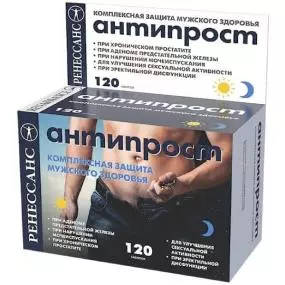 РЕНЕССАНС
КОМПЛЕКСНАЯ ЗАЩИТА МУЖСКОГО ЗДОРОВЬЯ
антипрост
• ПРИ ХРОНИЧЕСКОМ ПРОСТАТИТЕ
• ПРИ АДЕНОМЕ ПРЕДСТАТЕЛЬНОЙ ЖЕЛЕЗЫ
• ПРИ НАРУШЕНИИ МОЧЕИСПУСКАНИЯ
• ДЛЯ УЛУЧШЕНИЯ СЕКСУАЛЬНОЙ АКТИВНОСТИ
• ПРИ ЭРЕКТИЛЬНОЙ ДИСФУНКЦИИ
120
РЕНЕССАНС
антипрост
КОМПЛЕКСНАЯ ЗАЩИТА
МУЖСКОГО ЗДОРОВЬЯ
• ПРИ АДЕНОМЕ
ПРЕДСТАТЕЛЬНОЙ ЖЕЛЕЗЫ
• ПРИ НАРУШЕНИИ
МОЧЕИСПУСКАНИЯ
• ПРИ ХРОНИЧЕСКОМ
ПРОСТАТИТЕ
120
• ДЛЯ УЛУЧШЕНИЯ
СЕКСУАЛЬНОЙ
АКТИВНОСТИ
• ПРИ ЭРЕКТИЛЬНОЙ
ДИСФУНКЦИИ